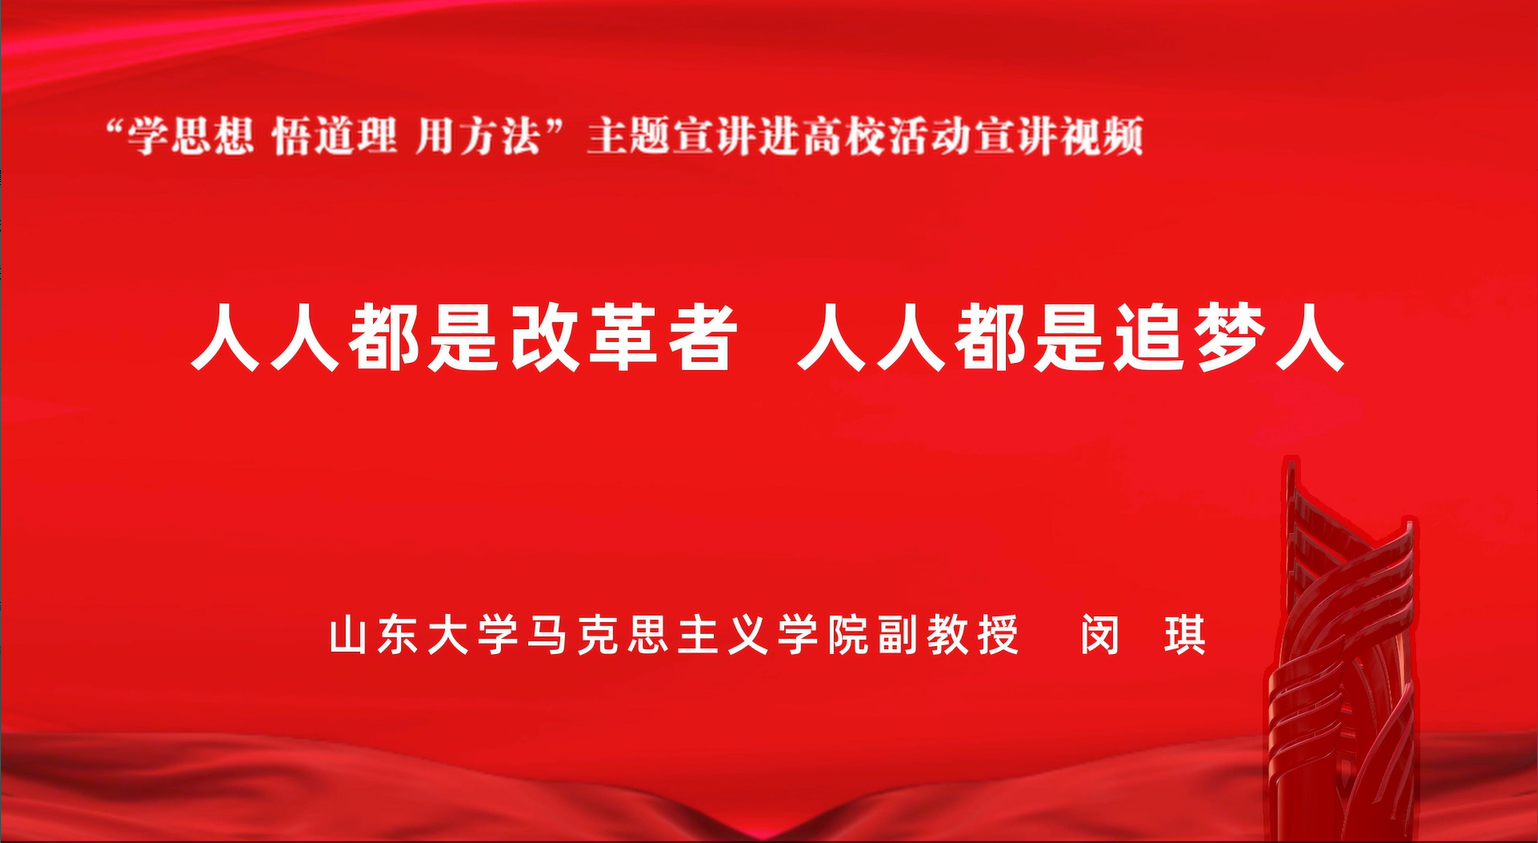 “学思想 悟道理 用方法”主题宣讲进高校活动宣讲视频
人人都是改革者 人人都是追梦人
山东大学马克思主义学院副教授 闵 琪